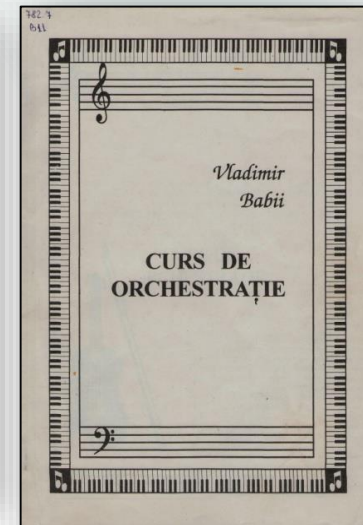 782.7
B11
Vladimir
Babii
CURS DE
ORCHESTRAȚIE